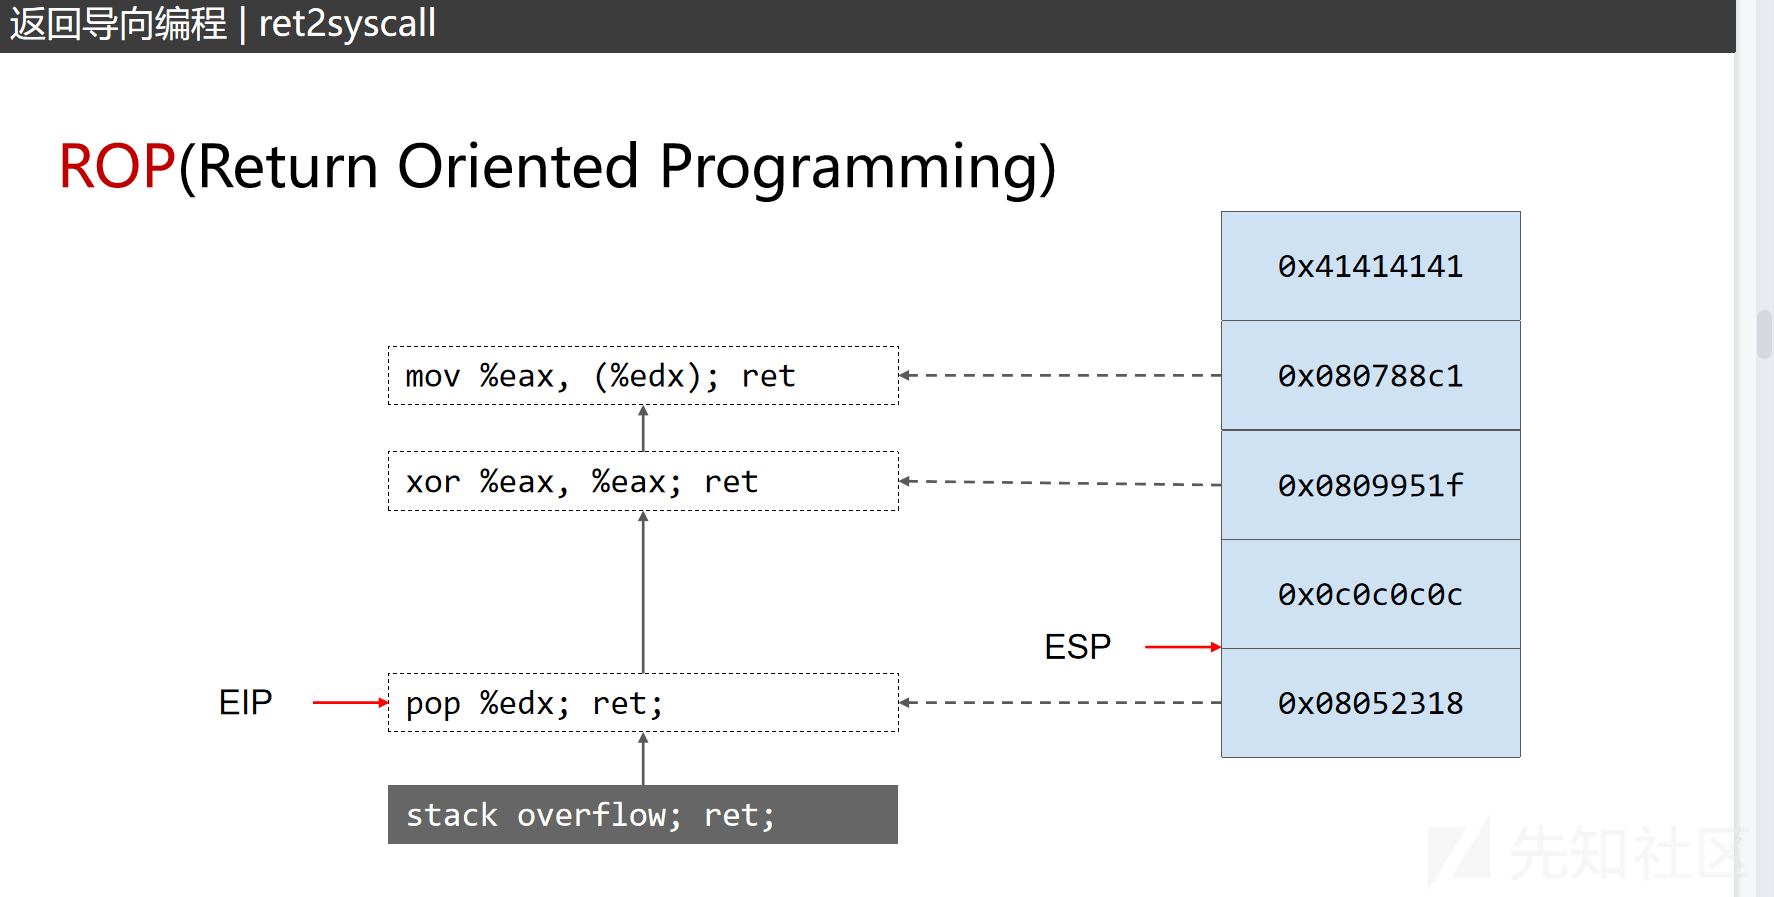 返回导向编程 | ret2syscall
ROP(Return Oriented Programming)
0x41414141
mov %eax, (%edx); ret
0x080788c1
xor %eax, %eax; ret
0x0809951f
0x0c0c0c0c
ESP
EIP
pop %edx; ret;
0x08052318
stack overflow; ret;
先知社区